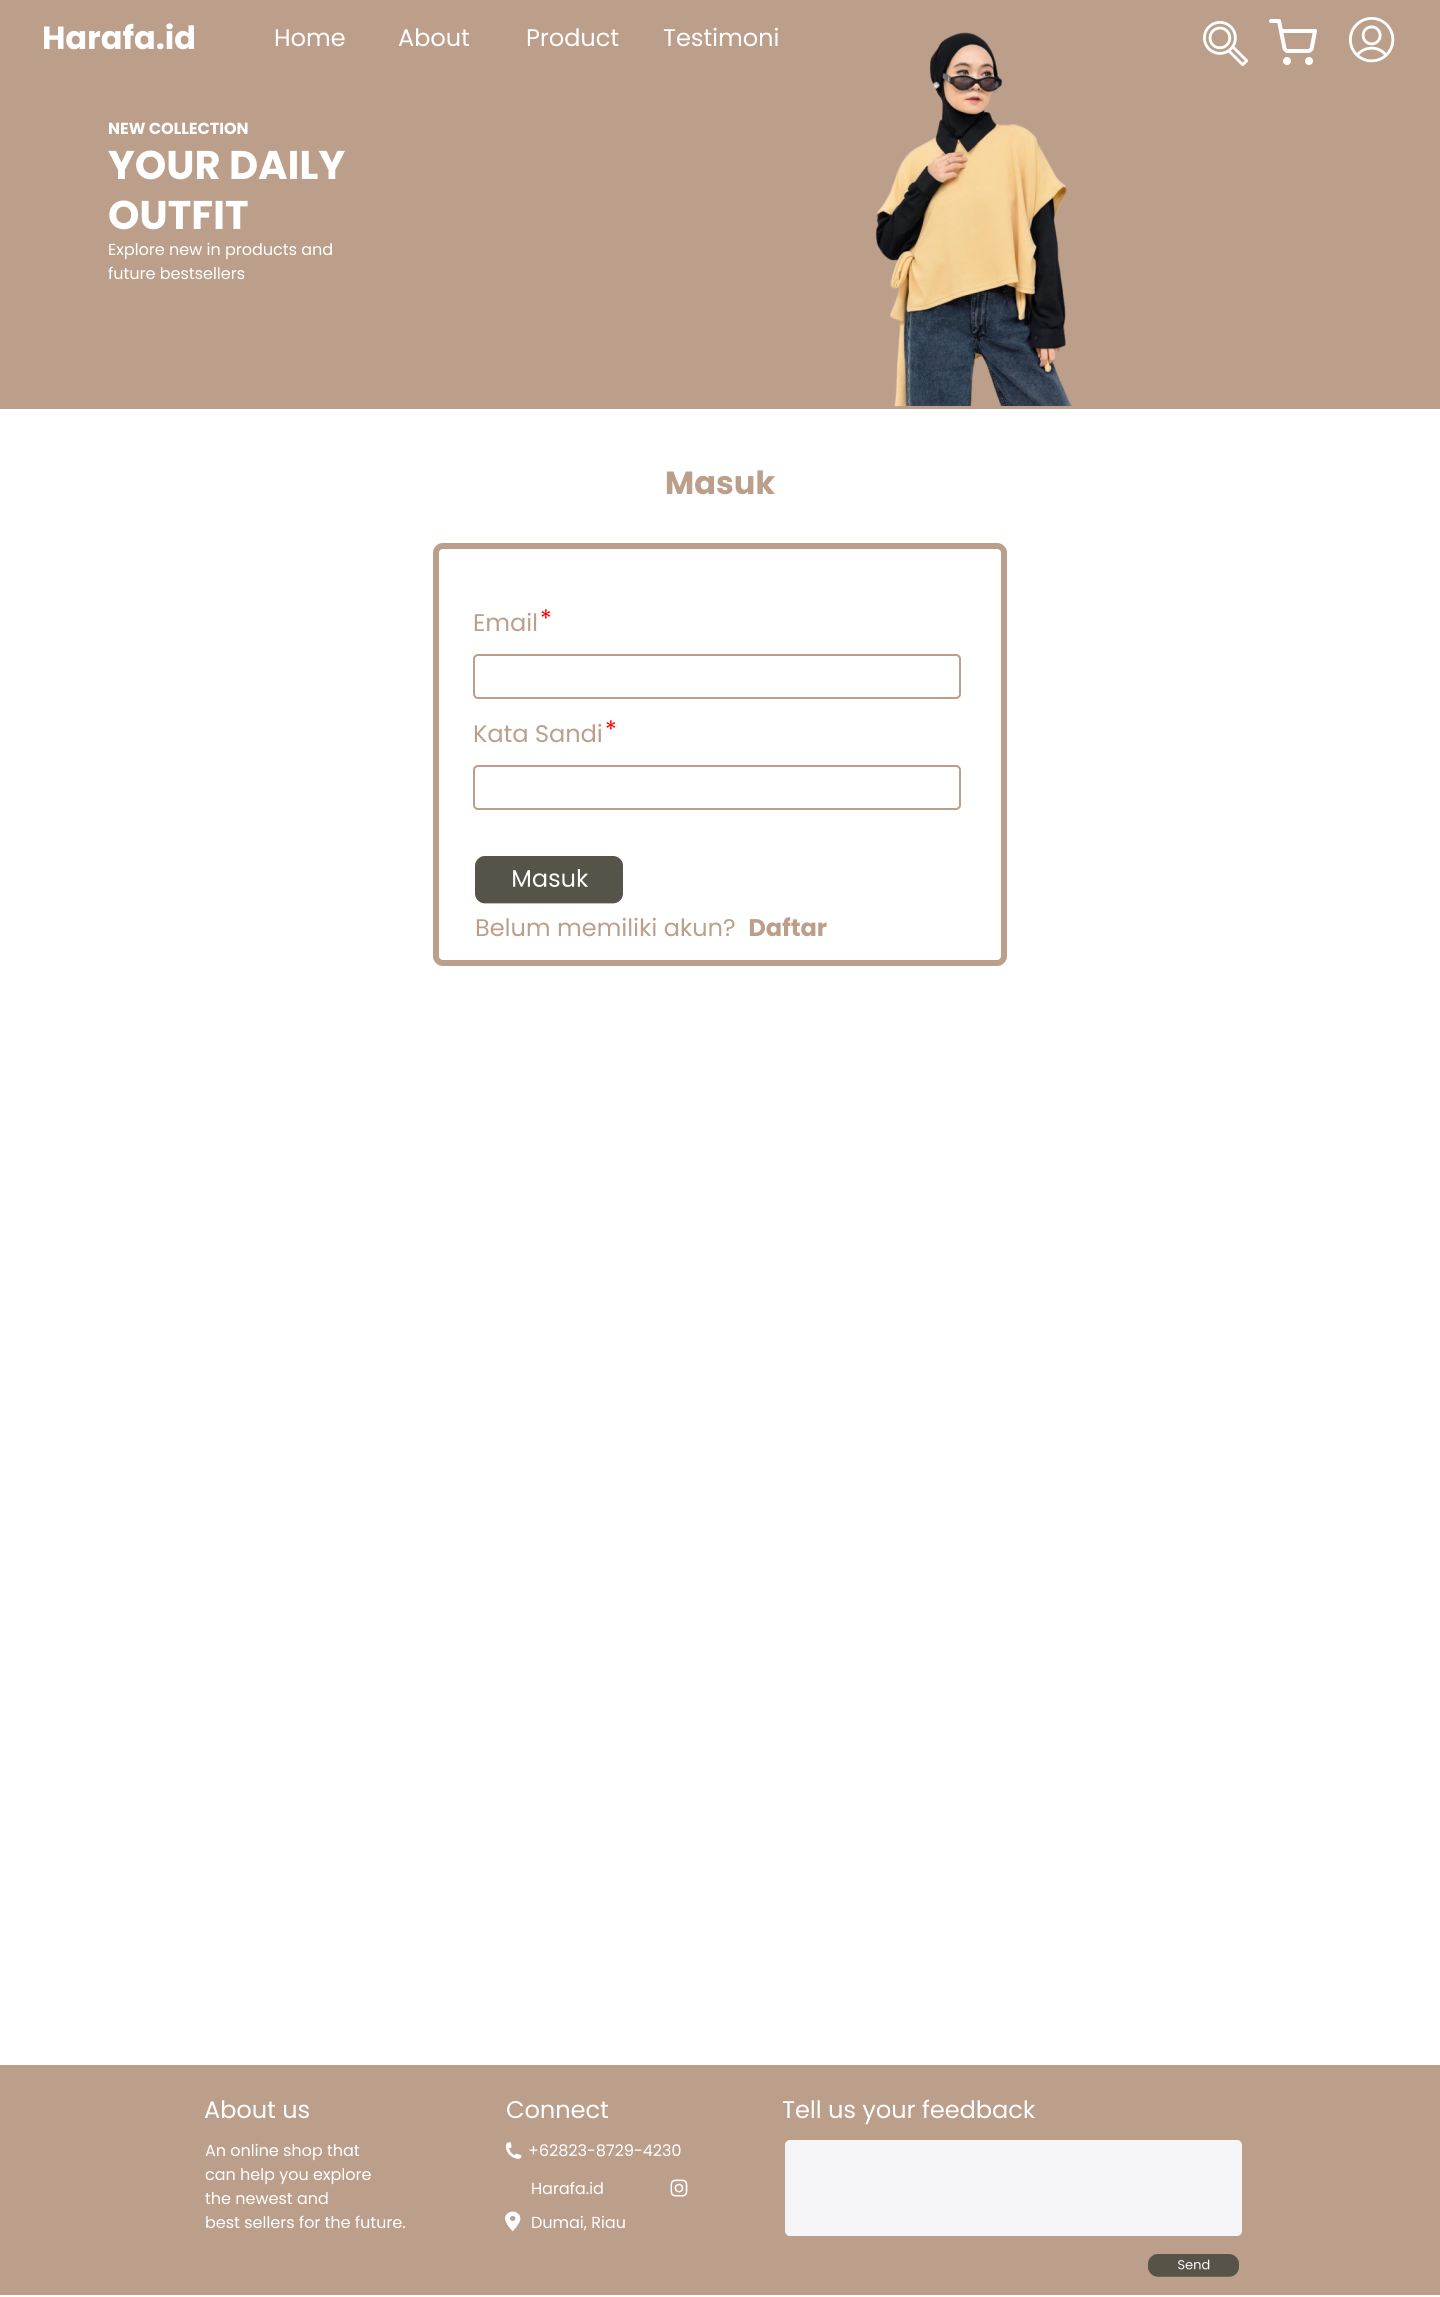 Harafa.id
Home
About
Product
Testimoni
NEW COLLECTION
YOUR DAILY
OUTFIT
Explore new in products and
future bestsellers
Masuk
Email*
Kata Sandi*
Masuk
Belum memiliki akun? Daftar
About us
An online shop that
can help you explore
the newest and
best sellers for the future.
Connect
+62823-8729-4230
Harafa.id
Dumai, Riau
Tell us your feedback
Send